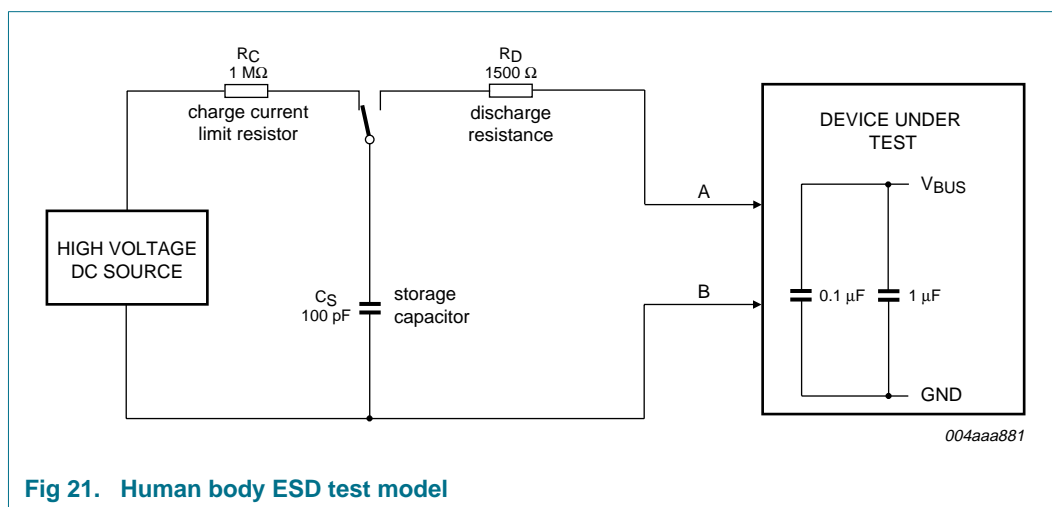 RC
1 MΩ
charge current
limit resistor
RD
1500 Ω
discharge
resistance
DEVICE UNDER
TEST
A
VBUS
HIGH VOLTAGE
DC SOURCE
B
CS
100 pF
storage
capacitor
0.1 μF
1 μF
GND
004aaa881
Fig 21. Human body ESD test model